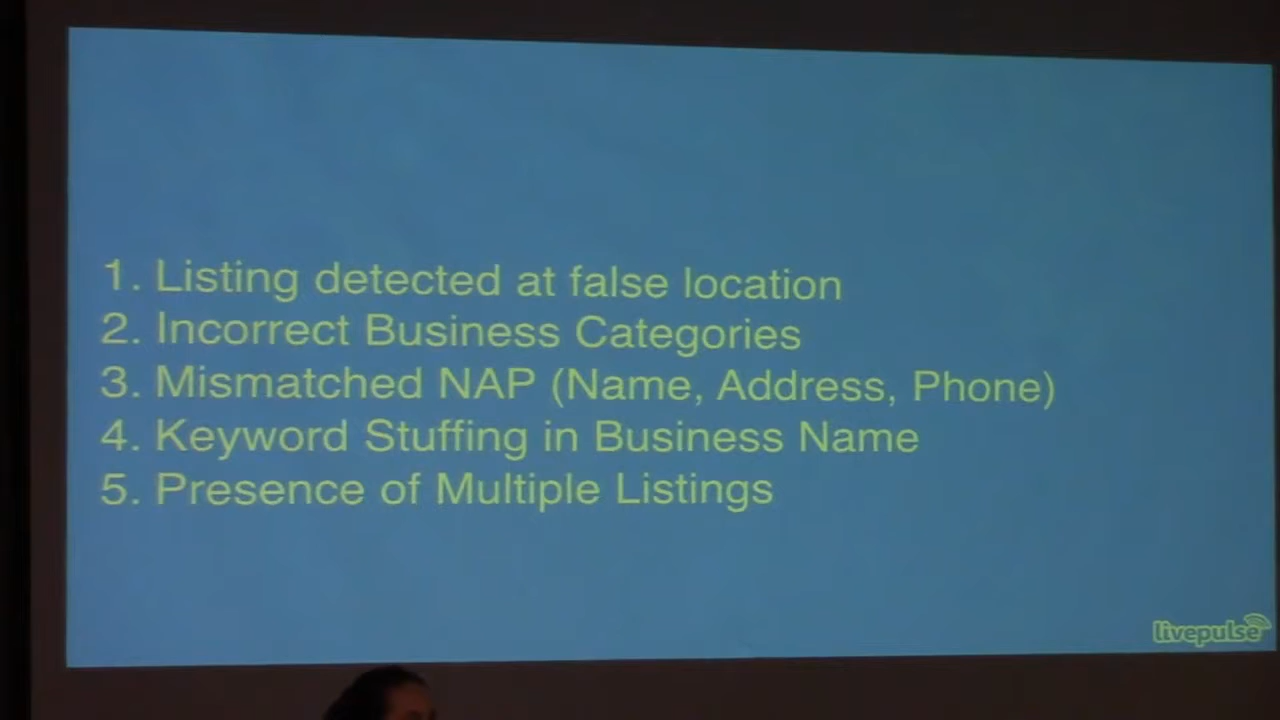 1. Listing detected at false location
2. Incorrect Business Categories
3. Mismatched NAP (Name, Address, Phone)
4. Keyword Stuffing in Business Name
5. Presence of Multiple Listings
livepulse